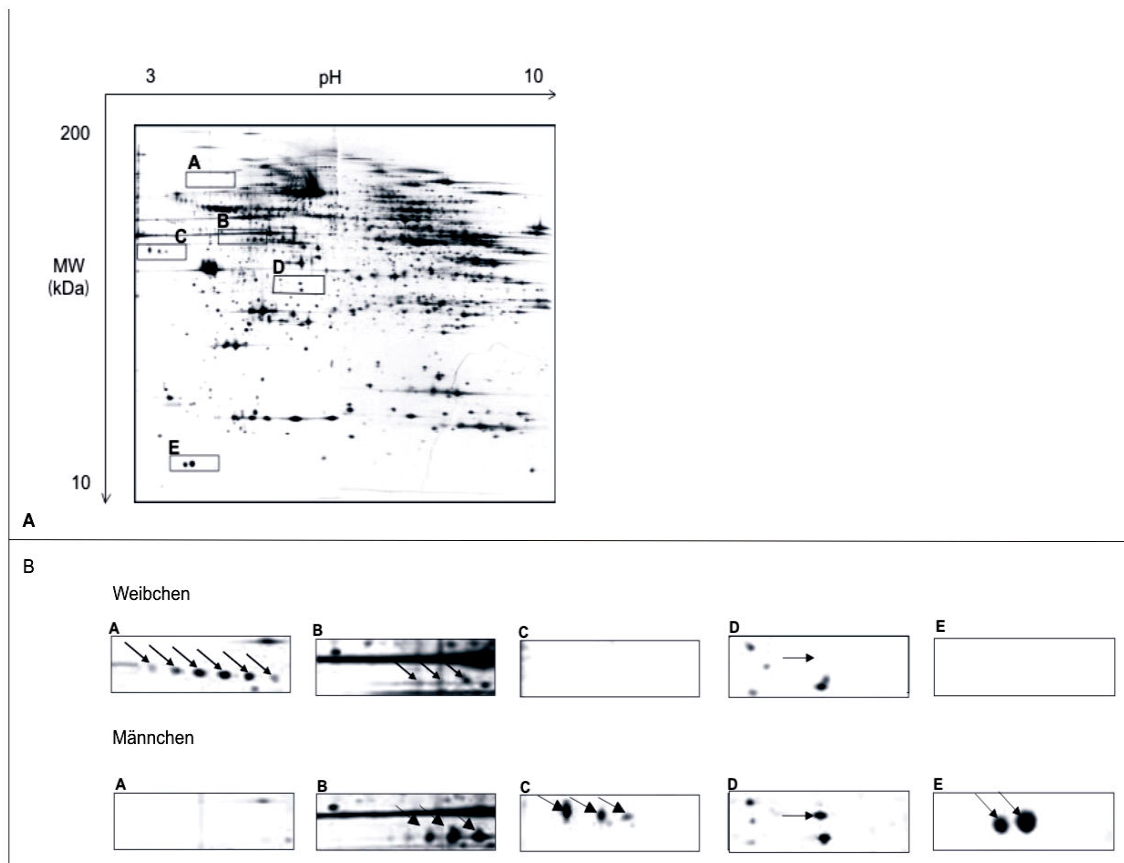 3 pH 10
200
A
B
C
MW
(kDa)
D
E
10
A
B
Weibchen
A B C D E
Männchen
A B C D E